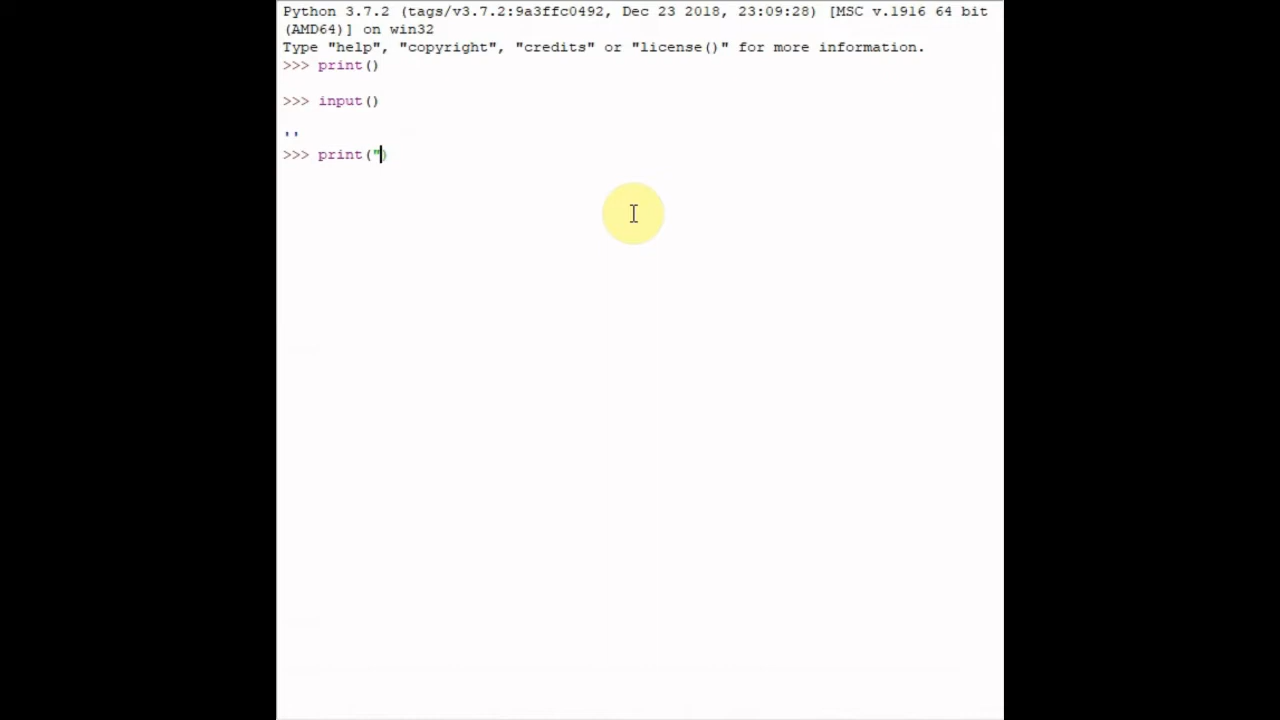 Python 3.7.2 (tags/v3.7.2:9a3ffc0492, Dec 23 2018, 23:09:28) [MSC v.1916 64 bit
(AMD64)] on win32
Type "help", "copyright", "credits" or "license()" for more information.
>>> print()
>>> input()
''
>>> print(")